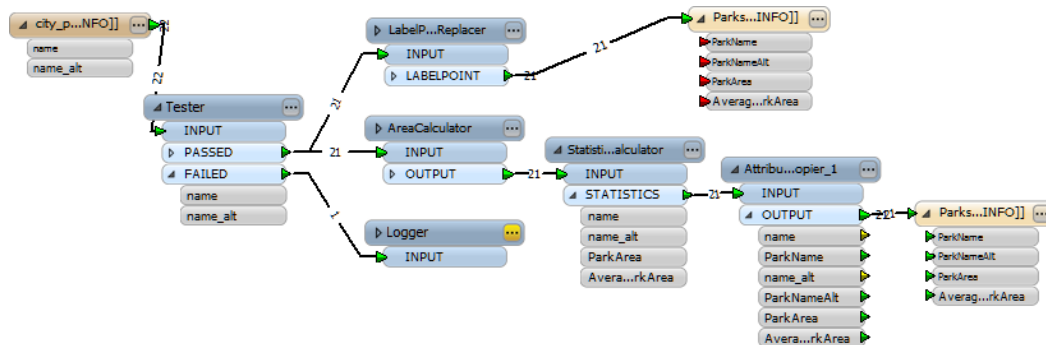 city_p...NFO]]
name
name_alt
22
22
Tester
INPUT
PASSED
FAILED
name
name_alt
21
21
1
LabelP...Replacer
INPUT
LABELPOINT
21
21
Parks...INFO]]
ParkName
ParkNameAlt
ParkArea
Averag...rkArea
AreaCalculator
INPUT
OUTPUT
21
Logger
INPUT
Statisti...alculator
INPUT
STATISTICS
name
name_alt
ParkArea
Avera...rkArea
21
Attribu...opier_1
INPUT
OUTPUT
name
ParkName
name_alt
ParkNameAlt
ParkArea
Avera...rkArea
21
Parks...INFO]]
ParkName
ParkNameAlt
ParkArea
Averag...rkArea